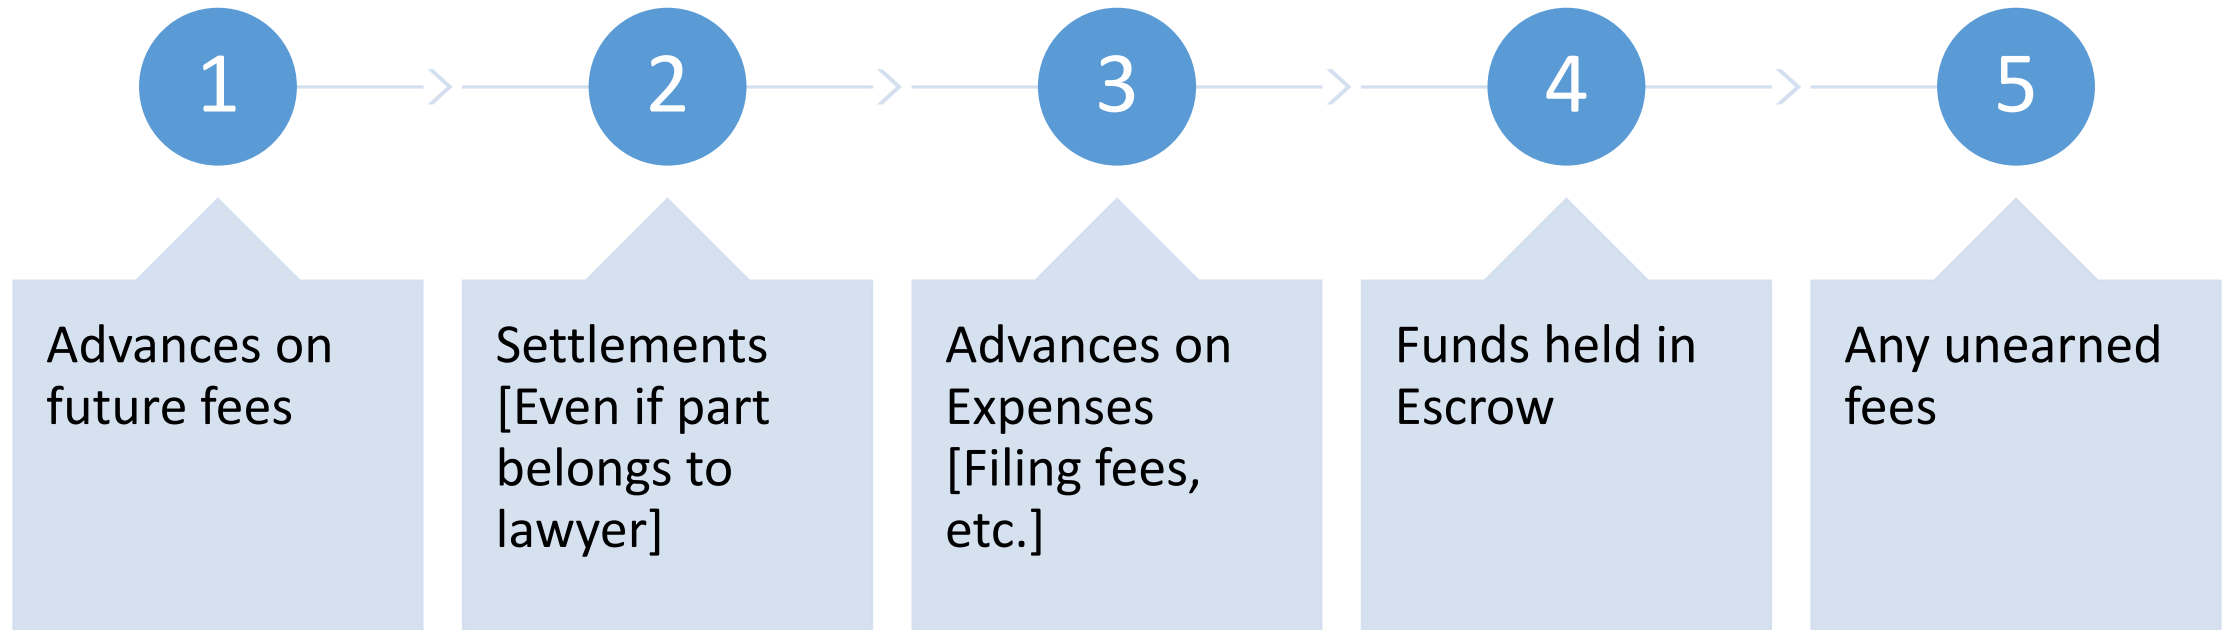 1
2
3
4
5
Advances on
future fees
Settlements
[Even if part
belongs to
lawyer]
Advances on
Expenses
[Filing fees,
etc.]
Funds held in
Escrow
Any unearned
fees